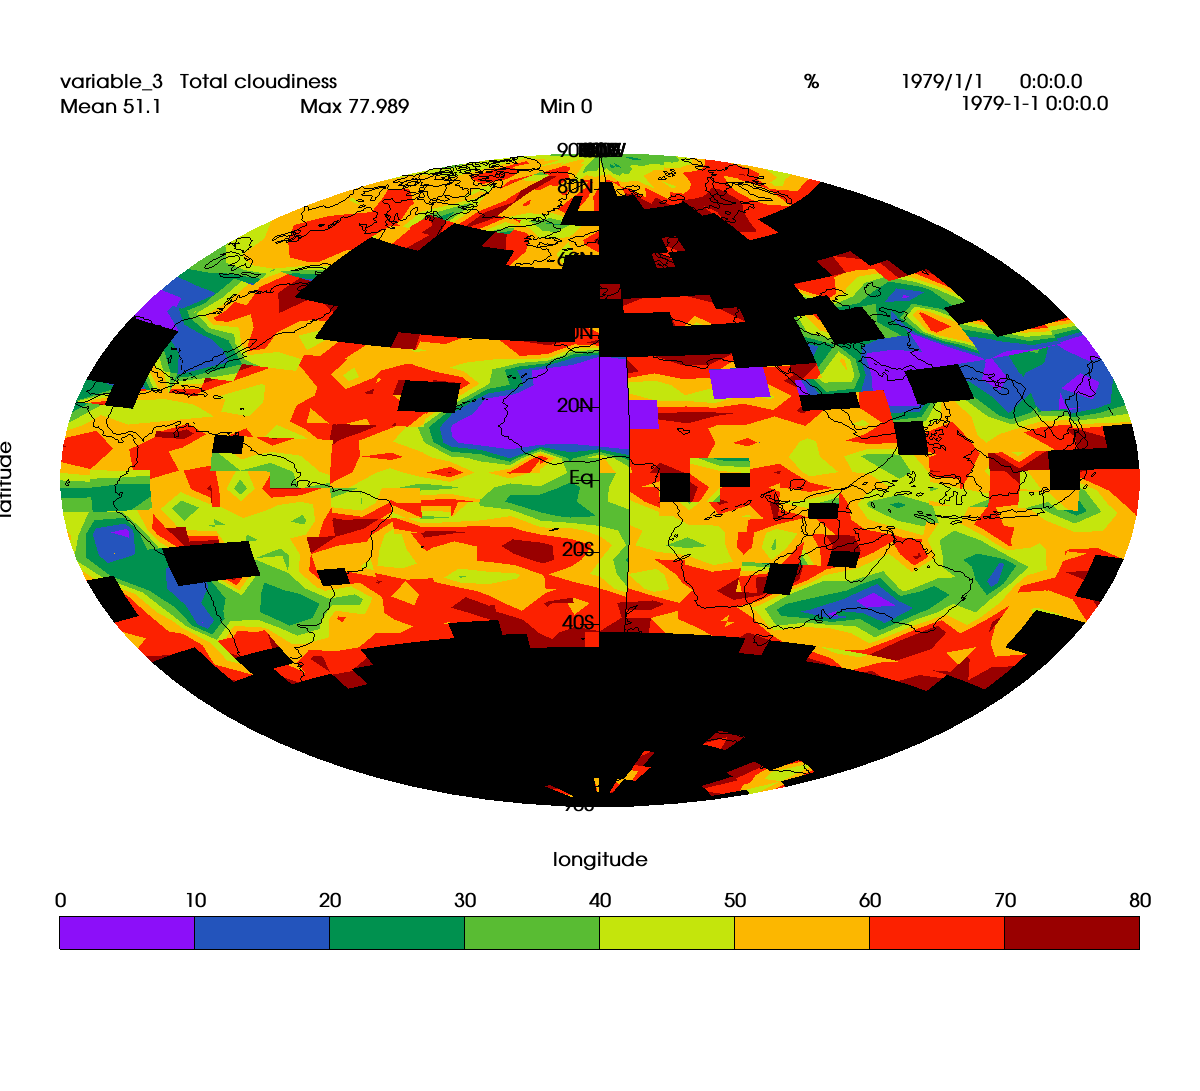 variable_3 Total cloudiness % 1979/1/1 0:0:0.0
Mean 51.1 Max 77.989 Min 0 1979-1-1 0:0:0.0
80N
20N
Eq
20S
40S
latitude
longitude
0 10 20 30 40 50 60 70 80